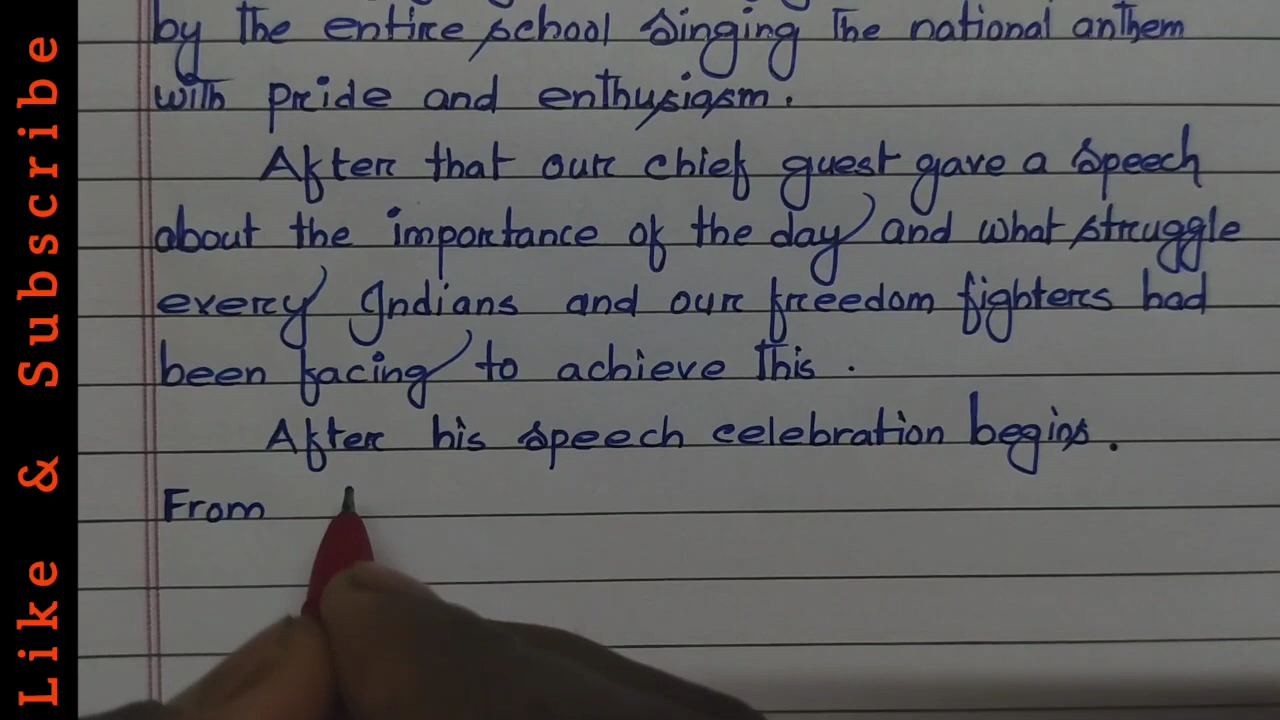 by the entire school singing the national anthem
with pride and enthusiasm.
After that our chief guest gave a speech
about the importance of the day and what struggle
every Indians and our freedom fighters had
been facing to achieve this.
After his speech celebration begins.
From
Like & Subscribe